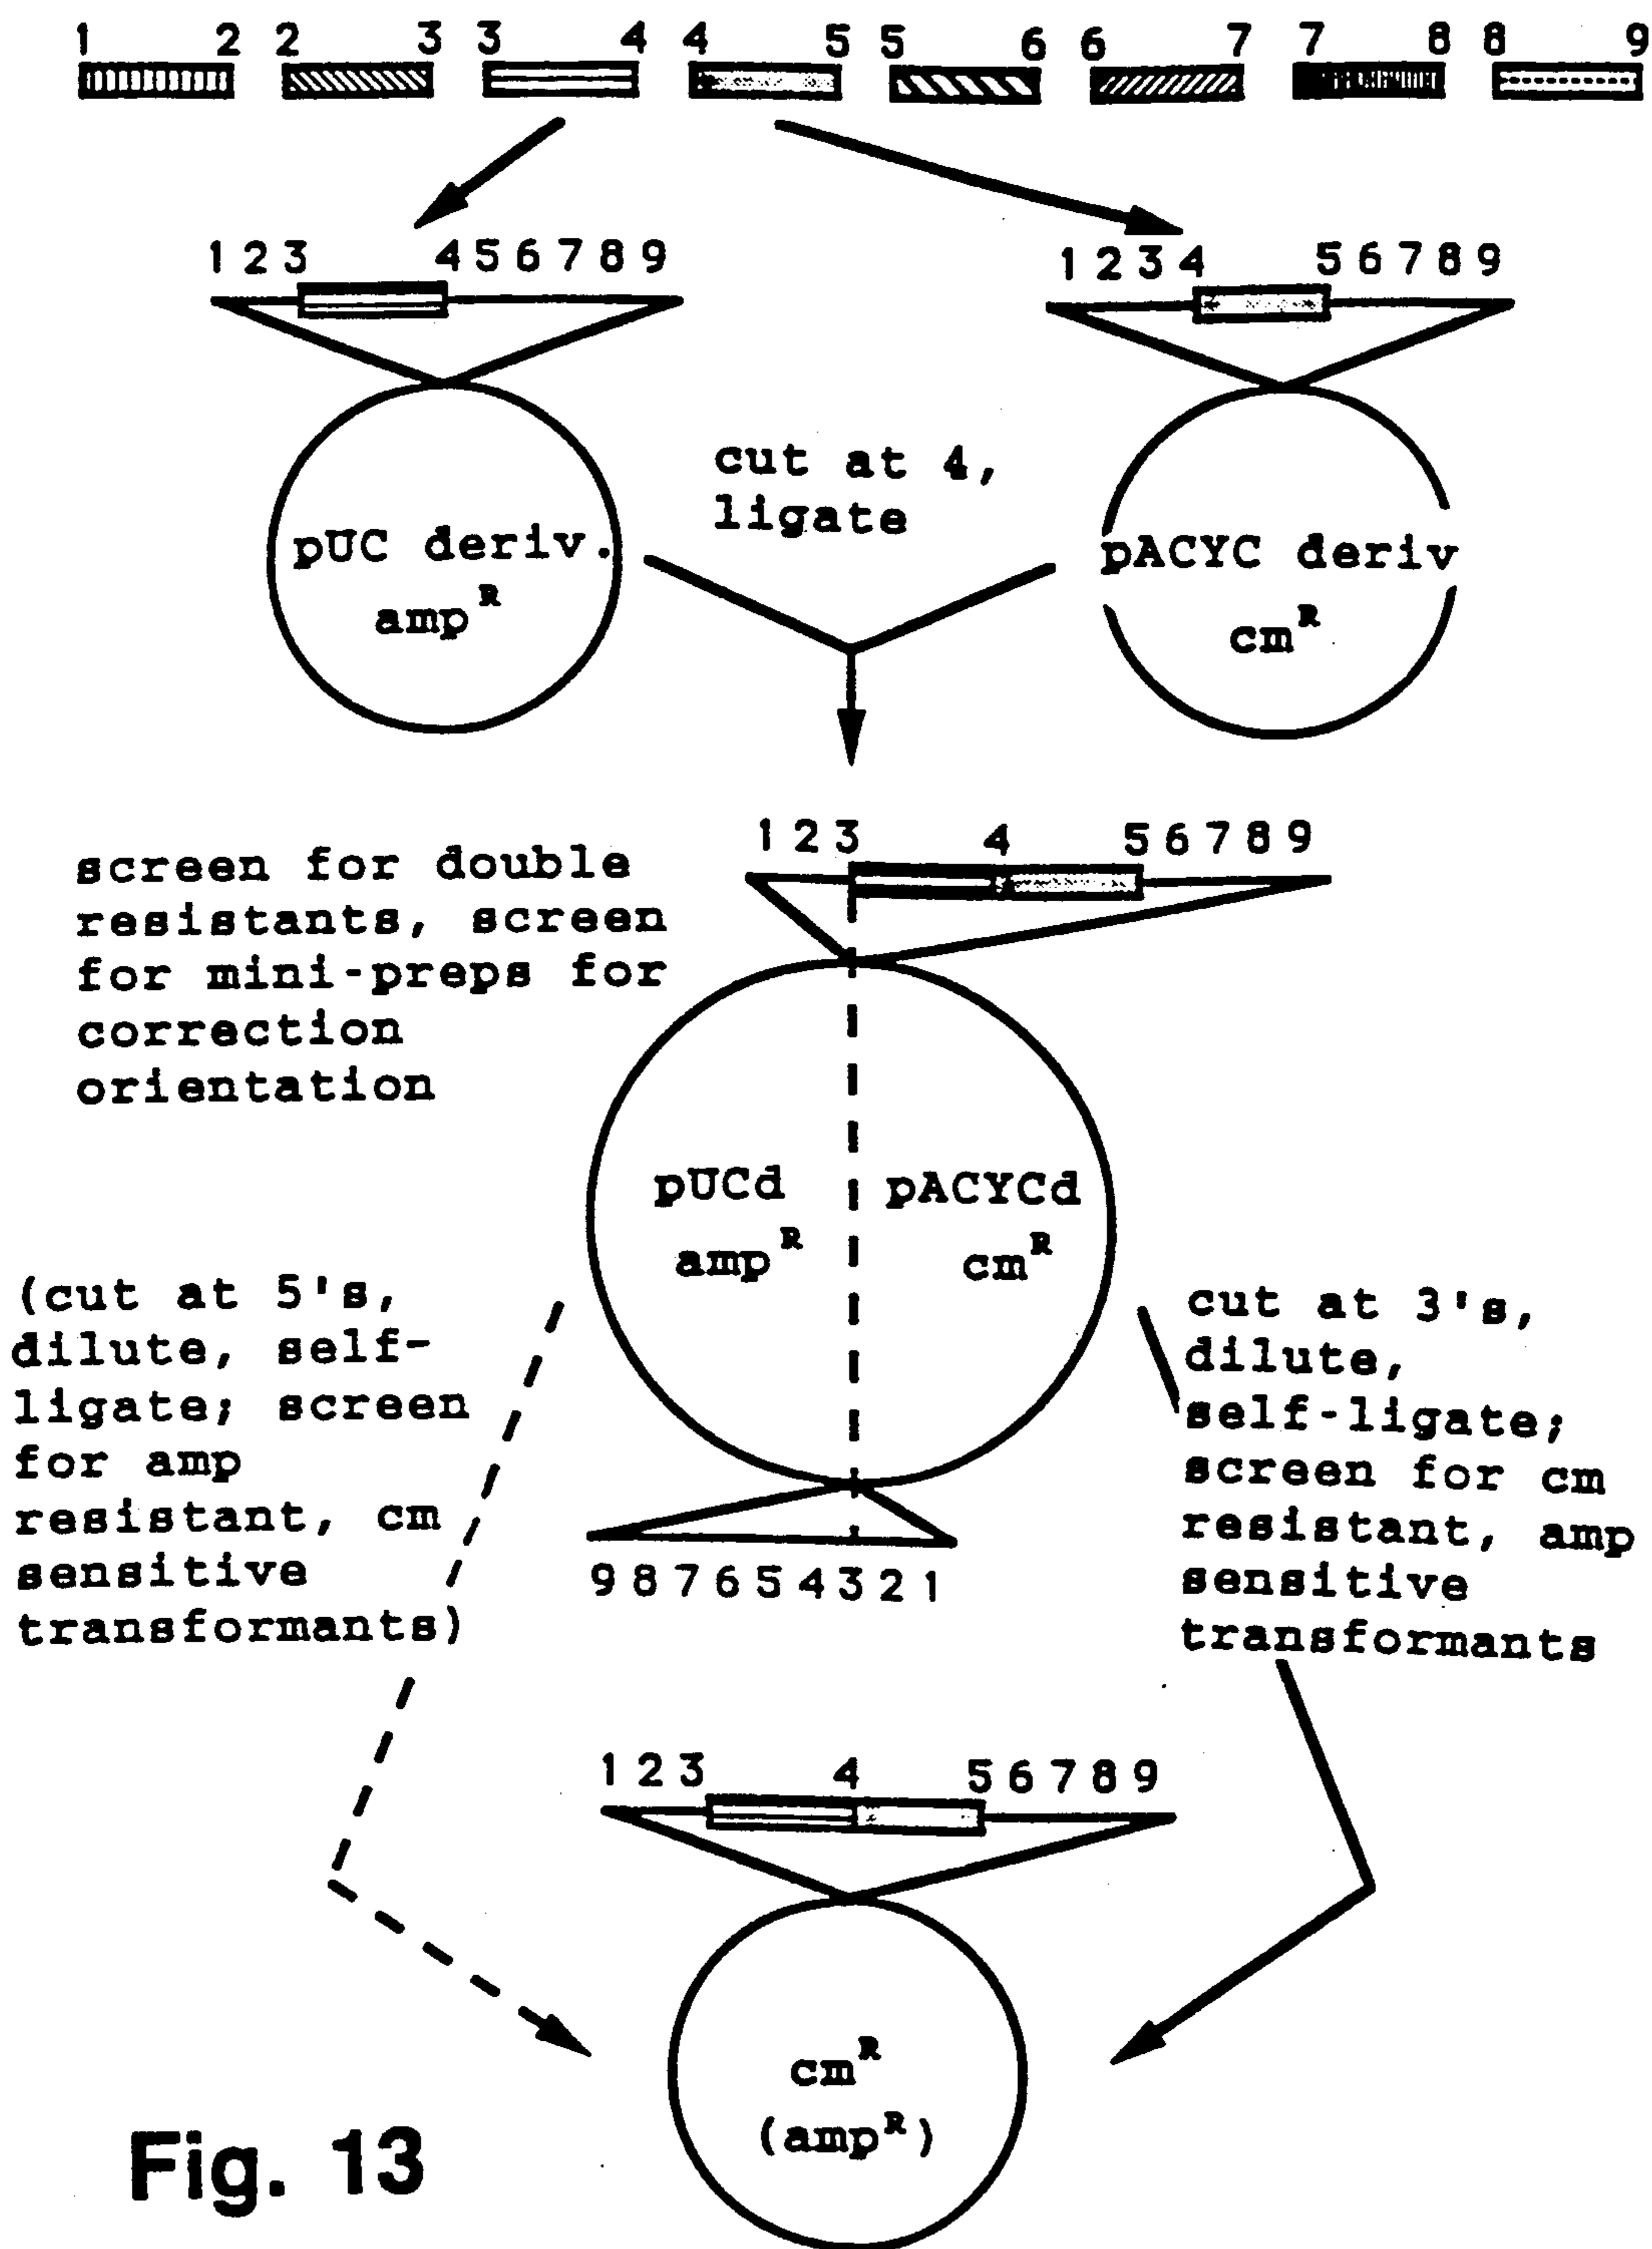 1 2 2 3 3 4 4 5 5 6 6 7 7 8 8 9
1 2 3 4 5 6 7 8 9
1 2 3 4 5 6 7 8 9
cut at 4,
ligate
pUC deriv.
amp^R
pACYC deriv
cm^R
1 2 3 4 5 6 7 8 9
screen for double
resistants, screen
for mini-preps for
correction
orientation
pUCd
amp^R
pACYCd
cm^R
(cut at 5's,
dilute, self-
ligate; screen
for amp
resistant, cm
sensitive
transformants)
cut at 3's,
dilute,
self-ligate;
screen for cm
resistant, amp
sensitive
transformants
9 8 7 6 5 4 3 2 1
1 2 3 4 5 6 7 8 9
cm^R
(amp^R)
Fig. 13